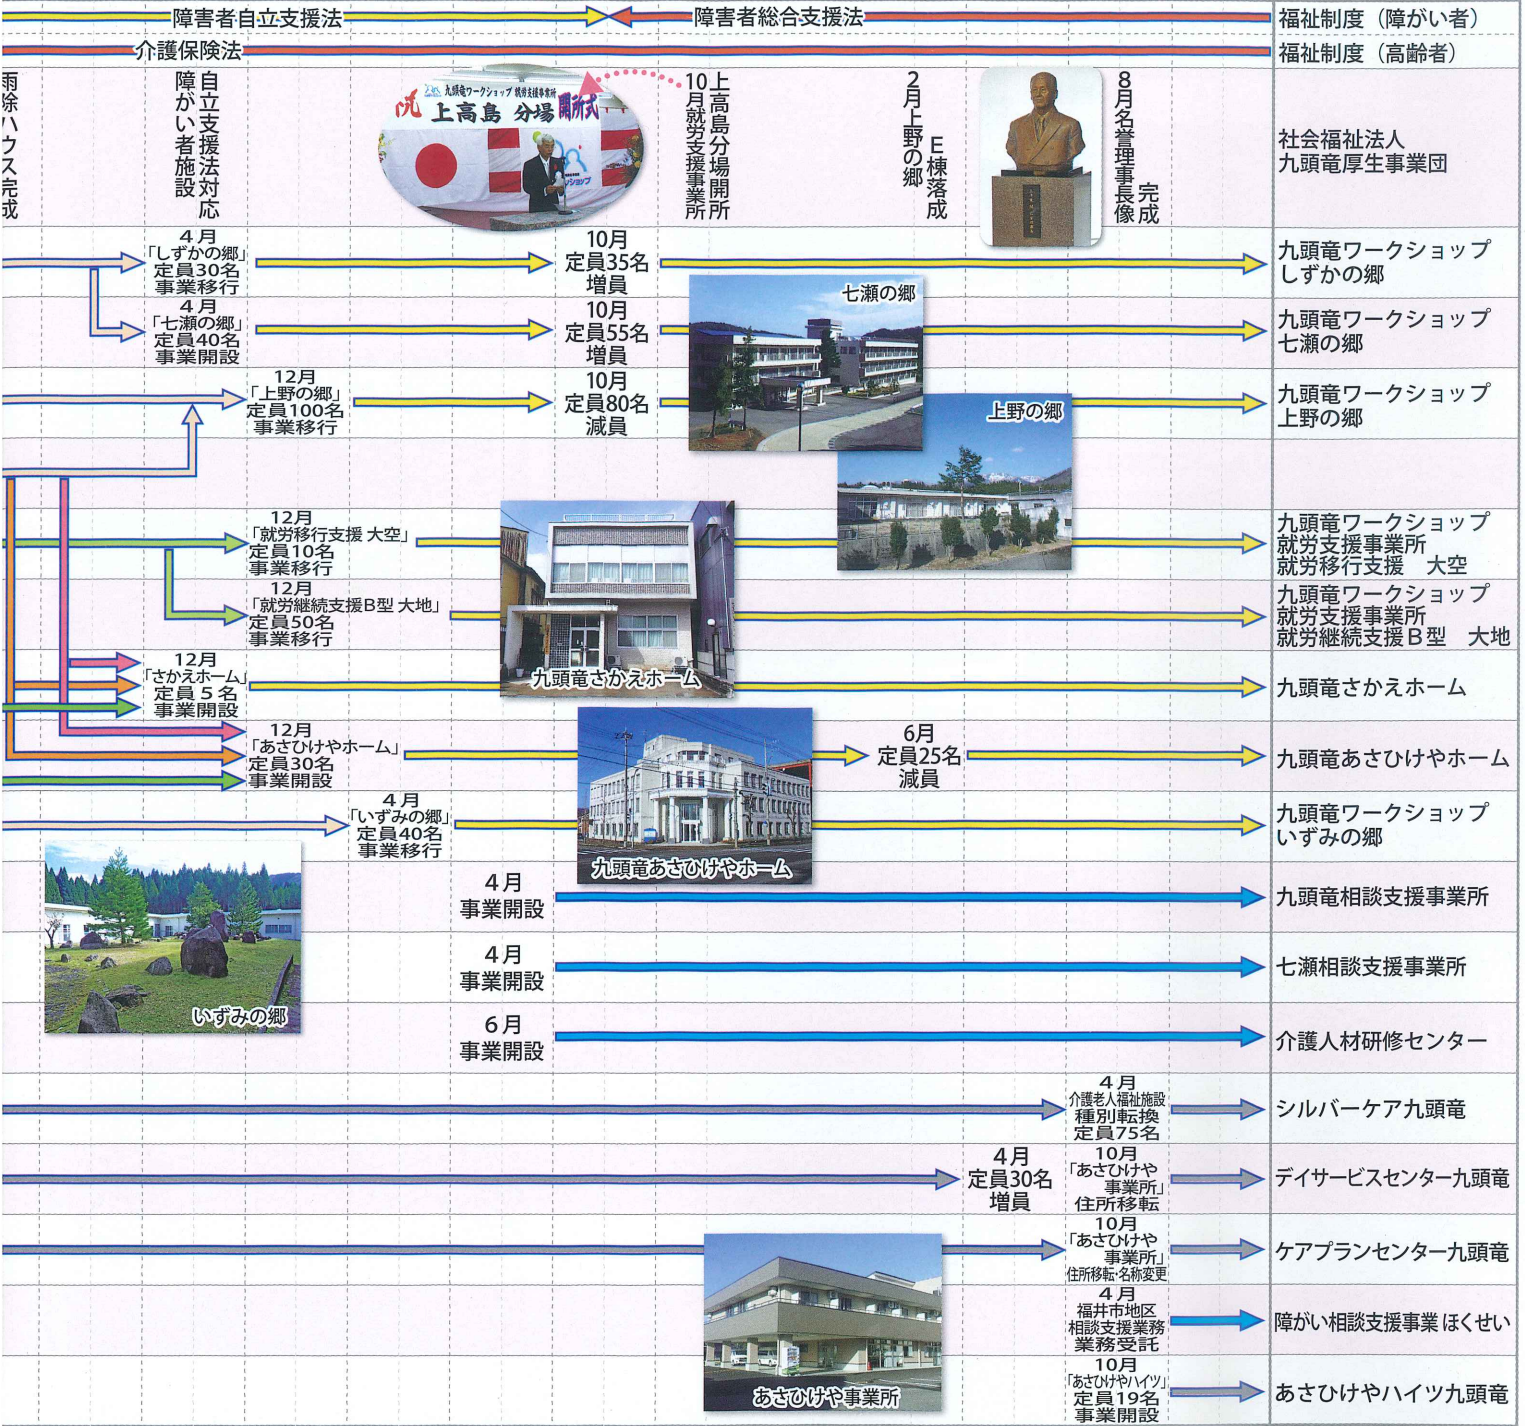 障害者自立支援法
障害者総合支援法
福祉制度（障がい者）
介護保険法
福祉制度（高齢者）
雨除ハウス完成
自立支援法対応
障がい者施設
九頭竜ワークショップ 就労支援事業所
祝
上高島 分場 開所式
上高島分場開所
10月就労支援事業所
2月上野の郷
E棟落成
8月名誉理事長像
完成
社会福祉法人
九頭竜厚生事業団
4月
「しずかの郷」
定員30名
事業移行
10月
定員35名
増員
九頭竜ワークショップ
しずかの郷
4月
「七瀬の郷」
定員40名
事業開設
10月
定員55名
増員
七瀬の郷
九頭竜ワークショップ
七瀬の郷
12月
「上野の郷」
定員100名
事業移行
10月
定員80名
減員
上野の郷
九頭竜ワークショップ
上野の郷
12月
「就労移行支援 大空」
定員10名
事業移行
九頭竜ワークショップ
就労支援事業所
就労移行支援 大空
12月
「就労継続支援B型 大地」
定員50名
事業移行
九頭竜ワークショップ
就労支援事業所
就労継続支援B型 大地
12月
「さかえホーム」
定員5名
事業開設
九頭竜さかえホーム
九頭竜さかえホーム
12月
「あさひけやホーム」
定員30名
事業開設
6月
定員25名
減員
九頭竜あさひけやホーム
九頭竜あさひけやホーム
4月
「いずみの郷」
定員40名
事業移行
九頭竜ワークショップ
いずみの郷
いずみの郷
4月
事業開設
九頭竜相談支援事業所
4月
事業開設
七瀬相談支援事業所
6月
事業開設
介護人材研修センター
4月
介護老人福祉施設
種別転換
定員75名
シルバーケア九頭竜
4月
定員30名
増員
10月
「あさひけや
事業所」
住所移転
デイサービスセンター九頭竜
10月
「あさひけや
事業所」
住所移転・名称変更
ケアプランセンター九頭竜
4月
福井市地区
相談支援業務
業務受託
障がい相談支援事業 ほくせい
あさひけや事業所
10月
「あさひけやハイツ」
定員19名
事業開設
あさひけやハイツ九頭竜